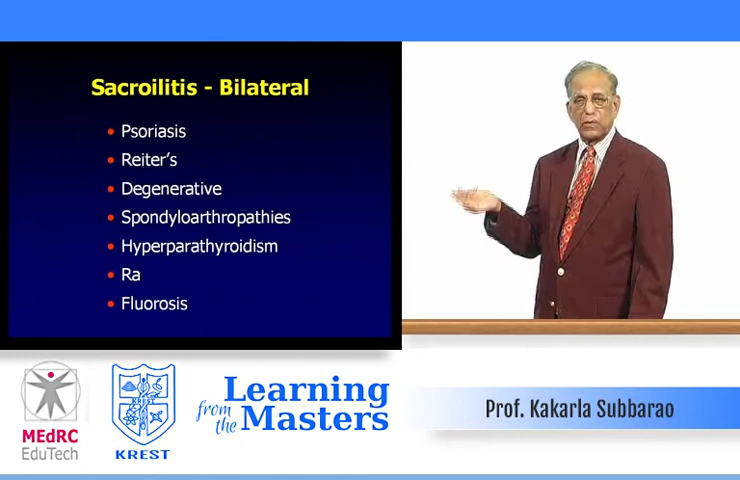 Sacroilitis - Bilateral
• Psoriasis
• Reiter's
• Degenerative
• Spondyloarthropathies
• Hyperparathyroidism
• Ra
• Fluorosis
MEdRC
EduTech
KREST
KREST
Learning
from the
Masters
Prof. Kakarla Subbarao